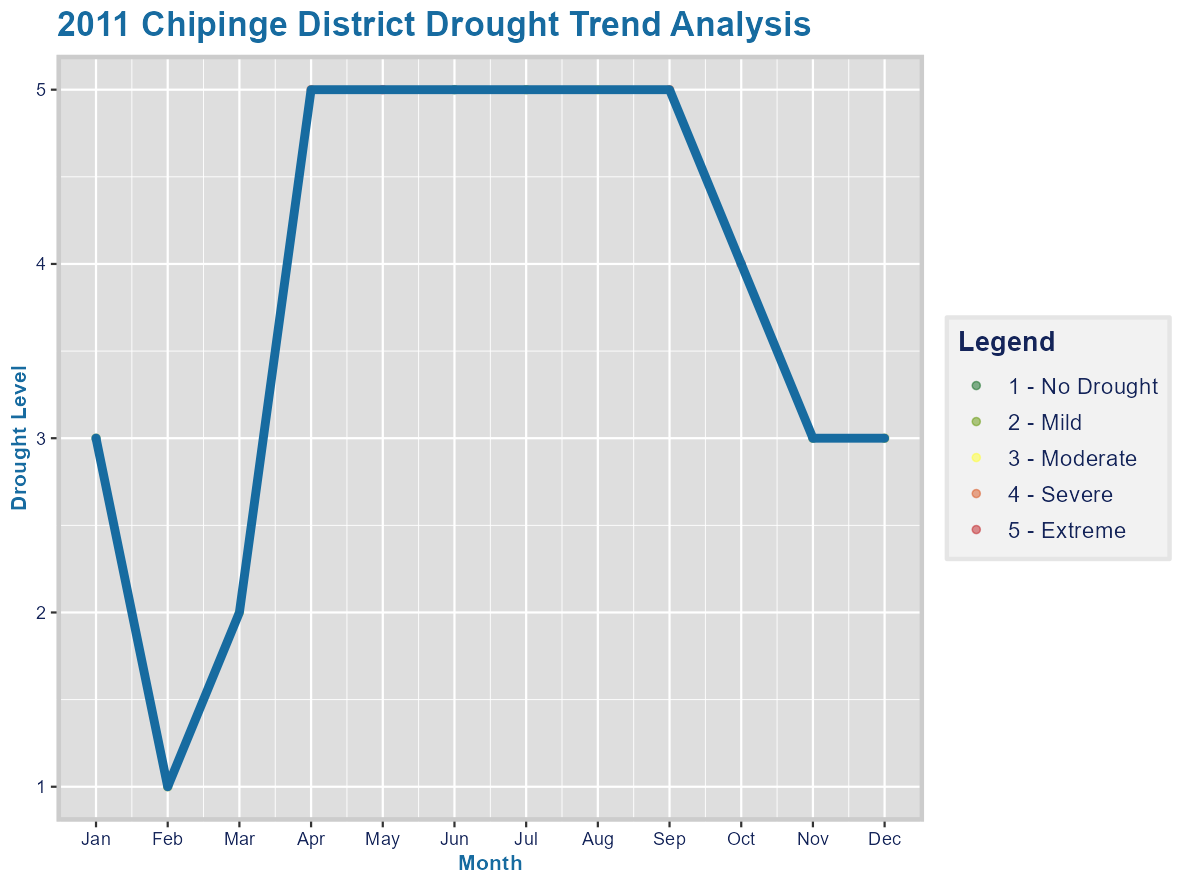 2011 Chipinge District Drought Trend Analysis
5
4
3
2
1
Drought Level
Jan Feb Mar Apr May Jun Jul Aug Sep Oct Nov Dec
Month
Legend
1 - No Drought
2 - Mild
3 - Moderate
4 - Severe
5 - Extreme